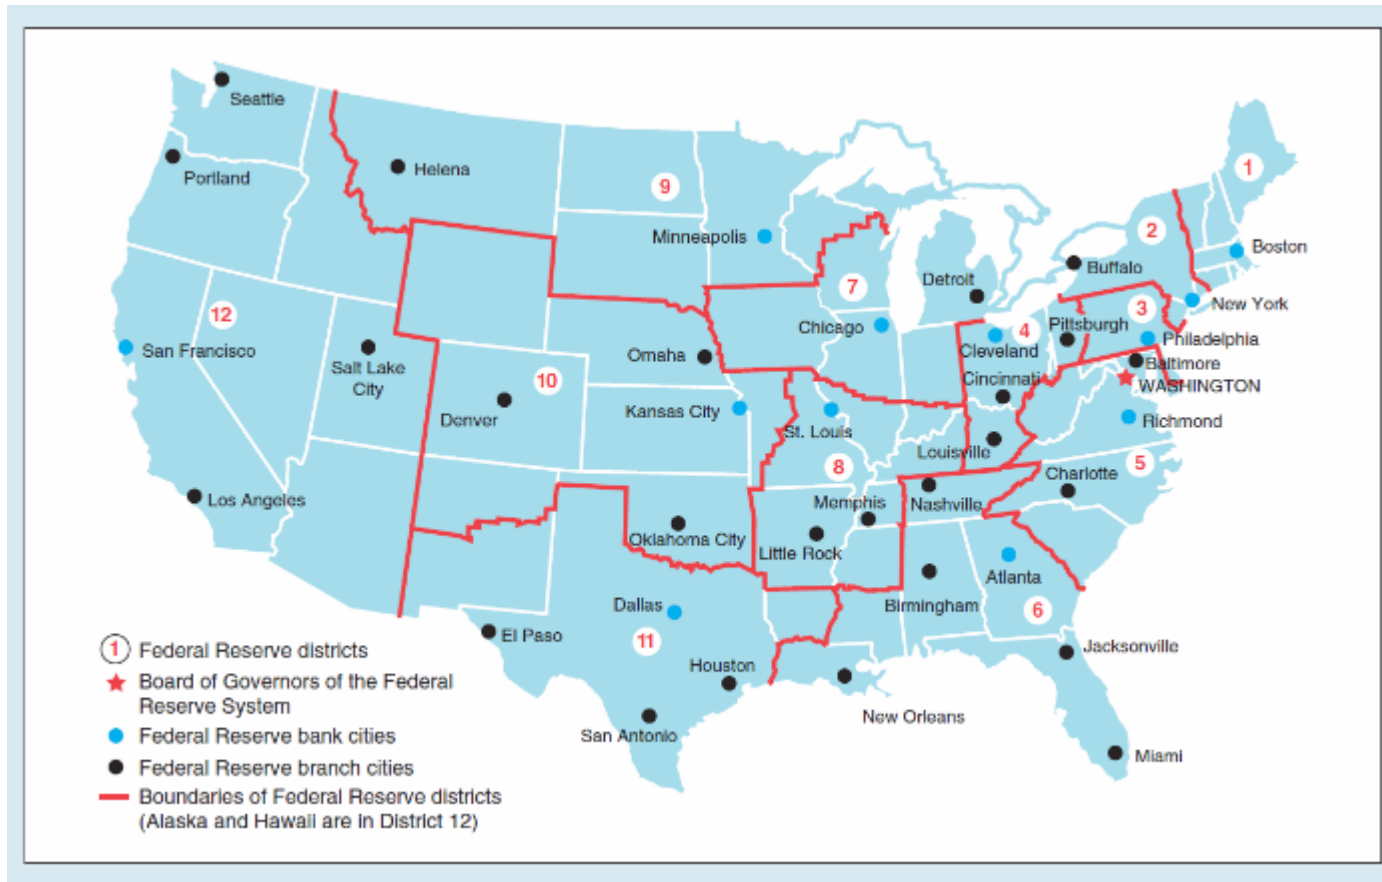 Seattle
Portland
Helena
9
1
Minneapolis
2
Boston
Buffalo
Detroit
7
New York
12
Chicago
3
4
Pittsburgh
Philadelphia
San Francisco
Cleveland
Omaha
Baltimore
Salt Lake
City
10
Cincinnati
WASHINGTON
Denver
Kansas City
St. Louis
Richmond
Louisville
8
5
Charlotte
Los Angeles
Memphis
Nashville
Oklahoma City
Little Rock
Atlanta
Dallas
Birmingham
6
El Paso
11
Jacksonville
Houston
New Orleans
San Antonio
Miami
1 Federal Reserve districts
Board of Governors of the Federal
Reserve System
Federal Reserve bank cities
Federal Reserve branch cities
Boundaries of Federal Reserve districts
(Alaska and Hawaii are in District 12)